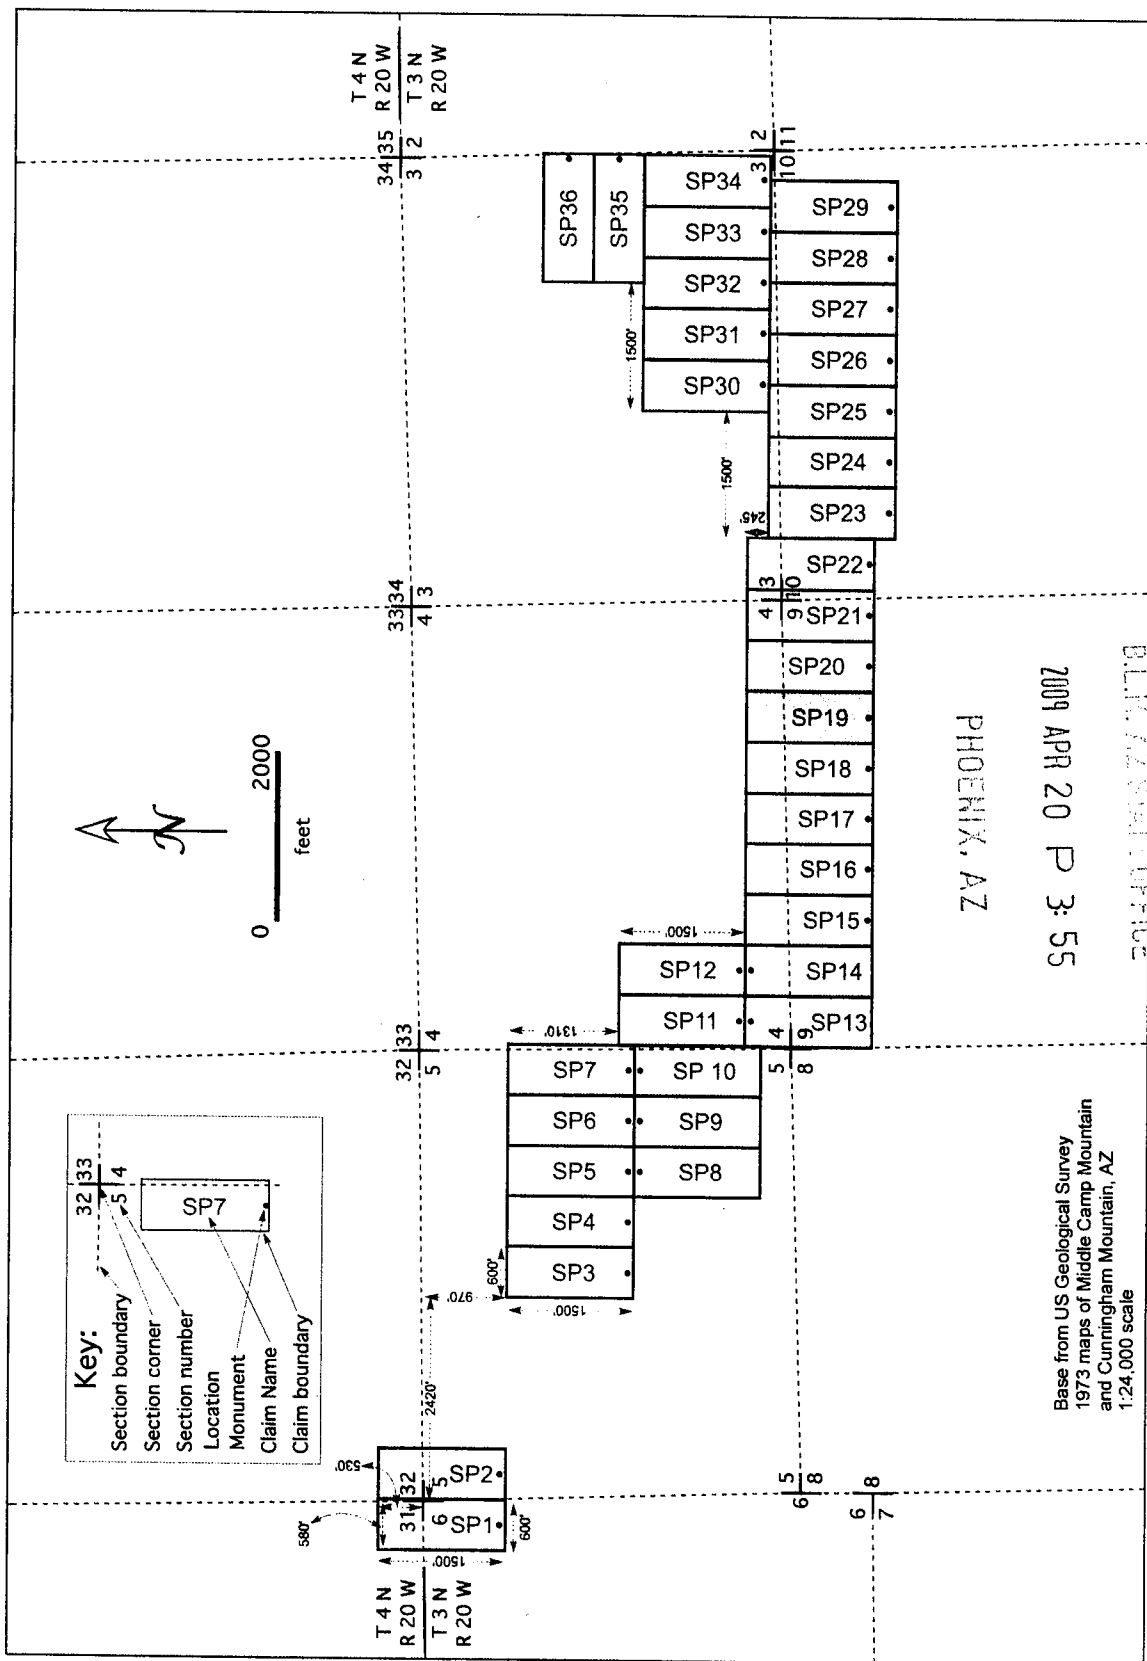 T 4 N
R 20 W
T 3 N
R 20 W
31 32
6 5
580'
530'
SP1
SP2
1500'
600'
2420'
970'
32 33
5 4
33 34
4 3
34 35
3 2
T 4 N
R 20 W
T 3 N
R 20 W
Key:
Section boundary
Section corner
Section number
Location
Monument
Claim Name
Claim boundary
32 33
5 4
SP7
0 2000
feet
N
SP3
SP4
SP5
SP6
SP7
600'
1500'
1310'
SP8
SP9
SP 10
SP11
SP12
1500'
SP13
SP14
SP15
SP16
SP17
SP18
SP19
SP20
SP21
SP22
245'
1500'
1500'
SP23
SP24
SP25
SP26
SP27
SP28
SP29
SP30
SP31
SP32
SP33
SP34
SP35
SP36
6 5
8
6 8
7
5 4
8 9
4 3
9 10
3 2
10 11
Base from US Geological Survey
1973 maps of Middle Camp Mountain
and Cunningham Mountain, AZ
1:24,000 scale
2009 APR 20 P 3:55
PHOENIX, AZ